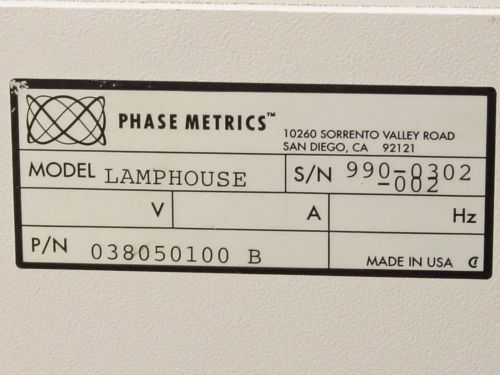 PHASE METRICS™
10260 SORRENTO VALLEY ROAD
SAN DIEGO, CA 92121
MODEL LAMPHOUSE S/N 990-0302
-002
V A Hz
P/N 038050100 B MADE IN USA